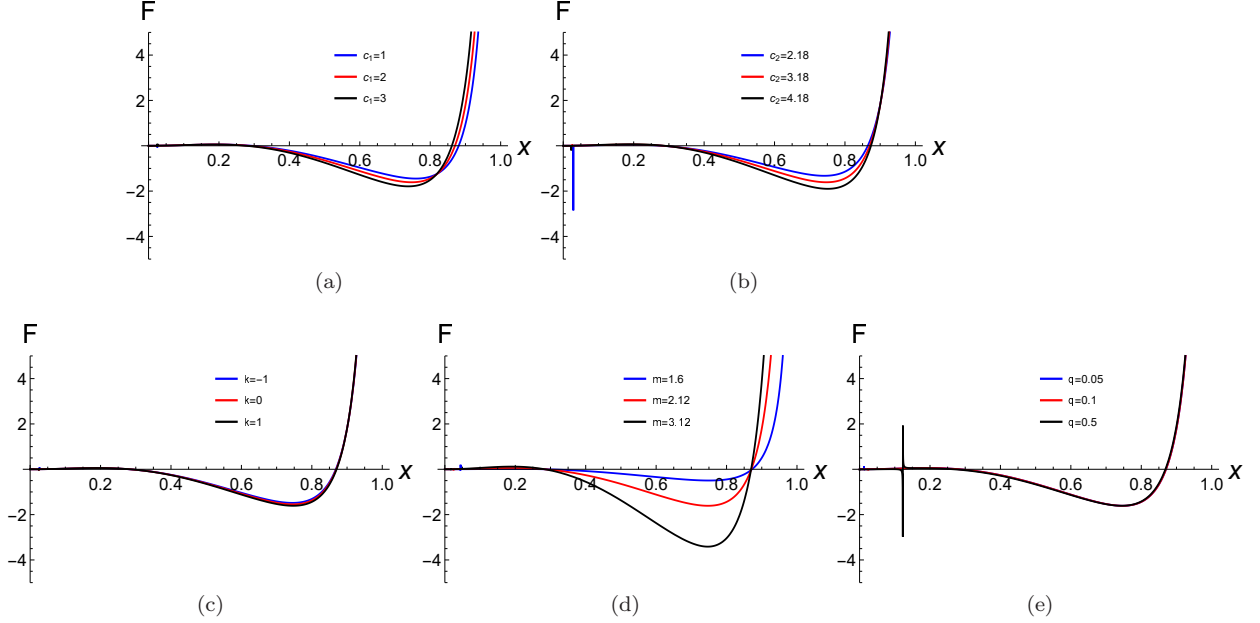 F
4
2
-2
-4
0.2 0.4 0.6 0.8 1.0
x
c1=1
c1=2
c1=3
(a)
F
4
2
-2
-4
0.2 0.4 0.6 0.8 1.0
x
c2=2.18
c2=3.18
c2=4.18
(b)
F
4
2
-2
-4
0.2 0.4 0.6 0.8 1.0
x
k=-1
k=0
k=1
(c)
F
4
2
-2
-4
0.2 0.4 0.6 0.8 1.0
x
m=1.6
m=2.12
m=3.12
(d)
F
4
2
-2
-4
0.2 0.4 0.6 0.8 1.0
x
q=0.05
q=0.1
q=0.5
(e)